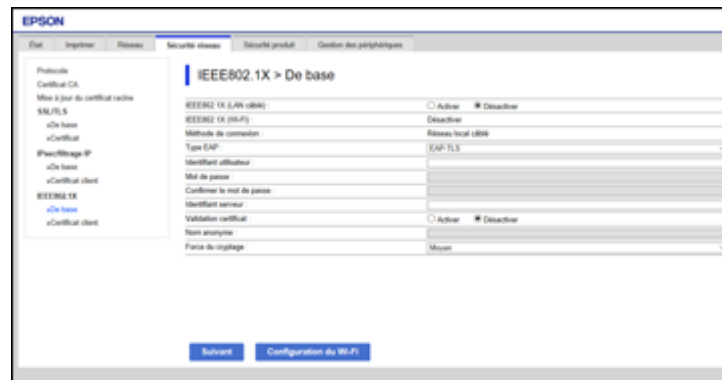 EPSON
État Imprimer Réseau Sécurité réseau Sécurité produit Gestion des périphériques
Protocole
Certificat CA
Mise à jour du certificat racine
SSL/TLS
»De base
»Certificat
IPsec/filtrage IP
»De base
»Certificat client
IEEE802.1X
»De base
»Certificat client
IEEE802.1X > De base
IEEE802.1X (LAN câblé) : Activer Désactiver
IEEE802.1X (Wi-Fi) : Désactiver
Méthode de connexion : Réseau local câblé
Type EAP : EAP-TLS
Identifiant utilisateur :
Mot de passe :
Confirmer le mot de passe :
Identifiant serveur :
Validation certificat : Activer Désactiver
Nom anonyme :
Force du cryptage : Moyen
Suivant Configuration du Wi-Fi